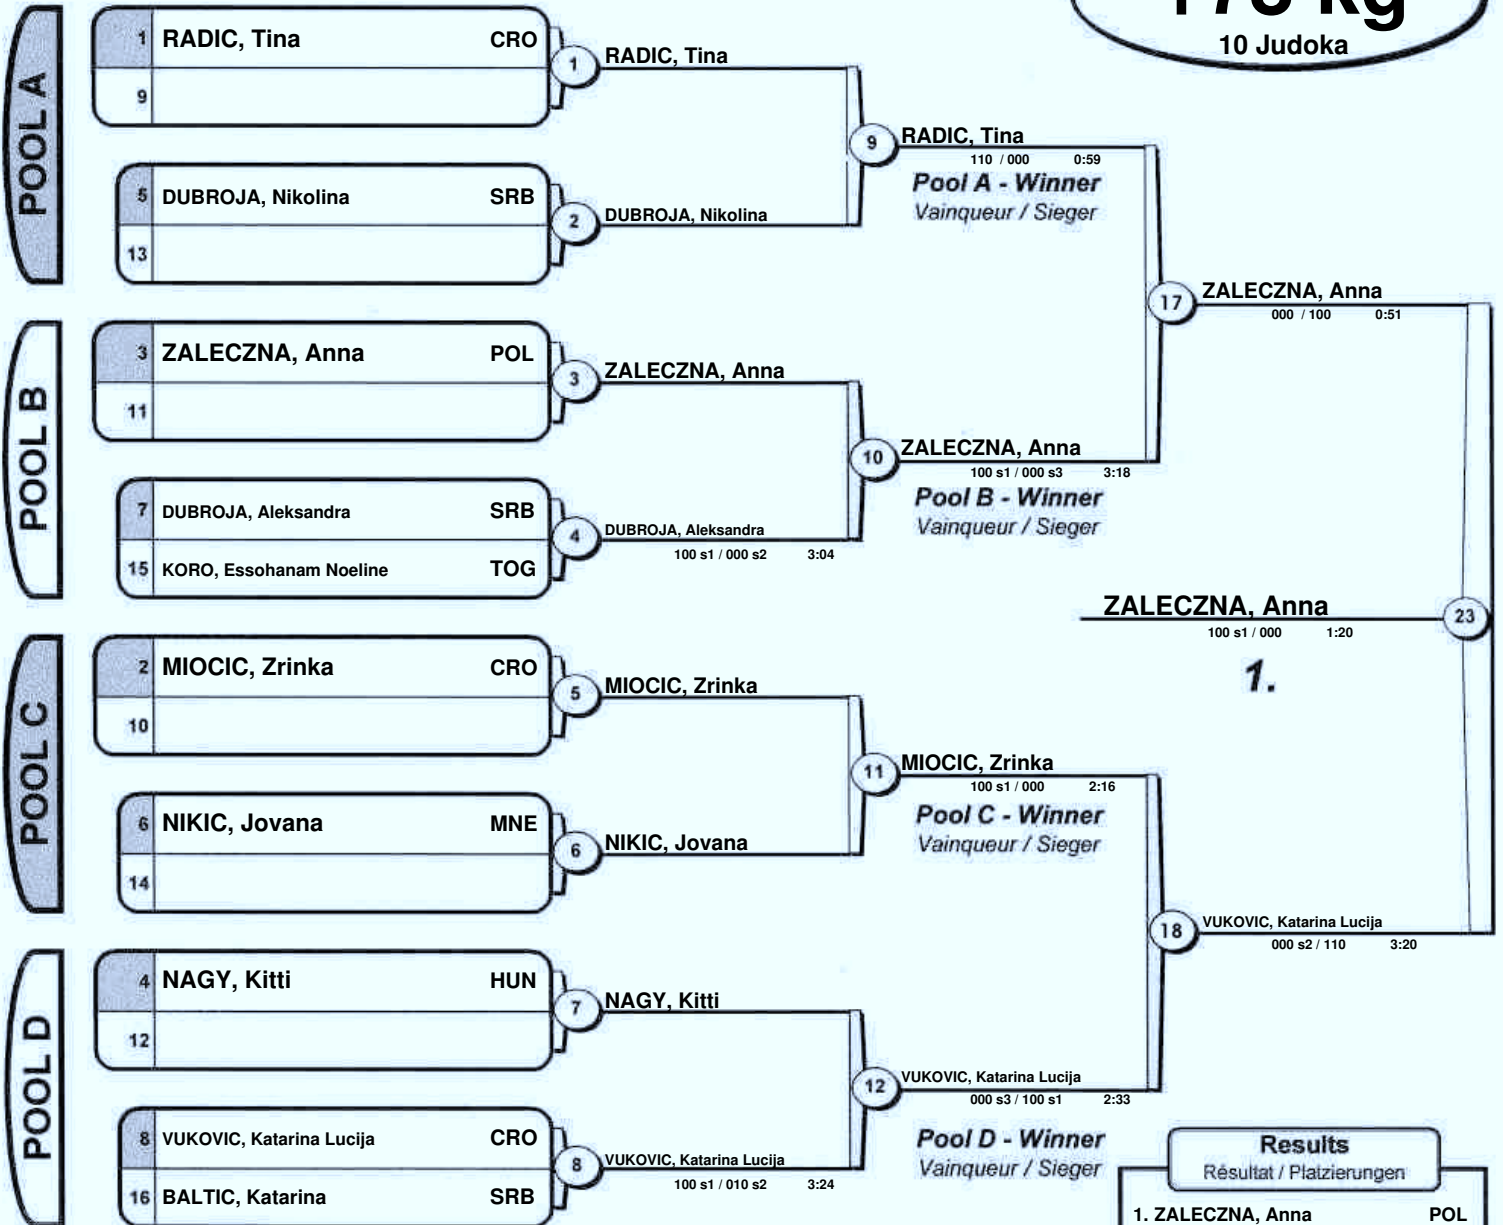 +78 kg
10 Judoka
POOL A
1 RADIC, Tina CRO
9
1
RADIC, Tina
5 DUBROJA, Nikolina SRB
13
2
DUBROJA, Nikolina
9
RADIC, Tina
110 / 000 0:59
Pool A - Winner
Vainqueur / Sieger
POOL B
3 ZALECZNA, Anna POL
11
3
ZALECZNA, Anna
7 DUBROJA, Aleksandra SRB
15 KORO, Essohanam Noeline TOG
4
DUBROJA, Aleksandra
100 s1 / 000 s2 3:04
10
ZALECZNA, Anna
100 s1 / 000 s3 3:18
Pool B - Winner
Vainqueur / Sieger
17
ZALECZNA, Anna
000 / 100 0:51
ZALECZNA, Anna
23
100 s1 / 000 1:20
1.
POOL C
2 MIOCIC, Zrinka CRO
10
5
MIOCIC, Zrinka
6 NIKIC, Jovana MNE
14
6
NIKIC, Jovana
11
MIOCIC, Zrinka
100 s1 / 000 2:16
Pool C - Winner
Vainqueur / Sieger
POOL D
4 NAGY, Kitti HUN
12
7
NAGY, Kitti
8 VUKOVIC, Katarina Lucija CRO
16 BALTIC, Katarina SRB
8
VUKOVIC, Katarina Lucija
100 s1 / 010 s2 3:24
12
VUKOVIC, Katarina Lucija
000 s3 / 100 s1 2:33
Pool D - Winner
Vainqueur / Sieger
18
VUKOVIC, Katarina Lucija
000 s2 / 110 3:20
Results
Résultat / Platzierungen
1. ZALECZNA, Anna POL